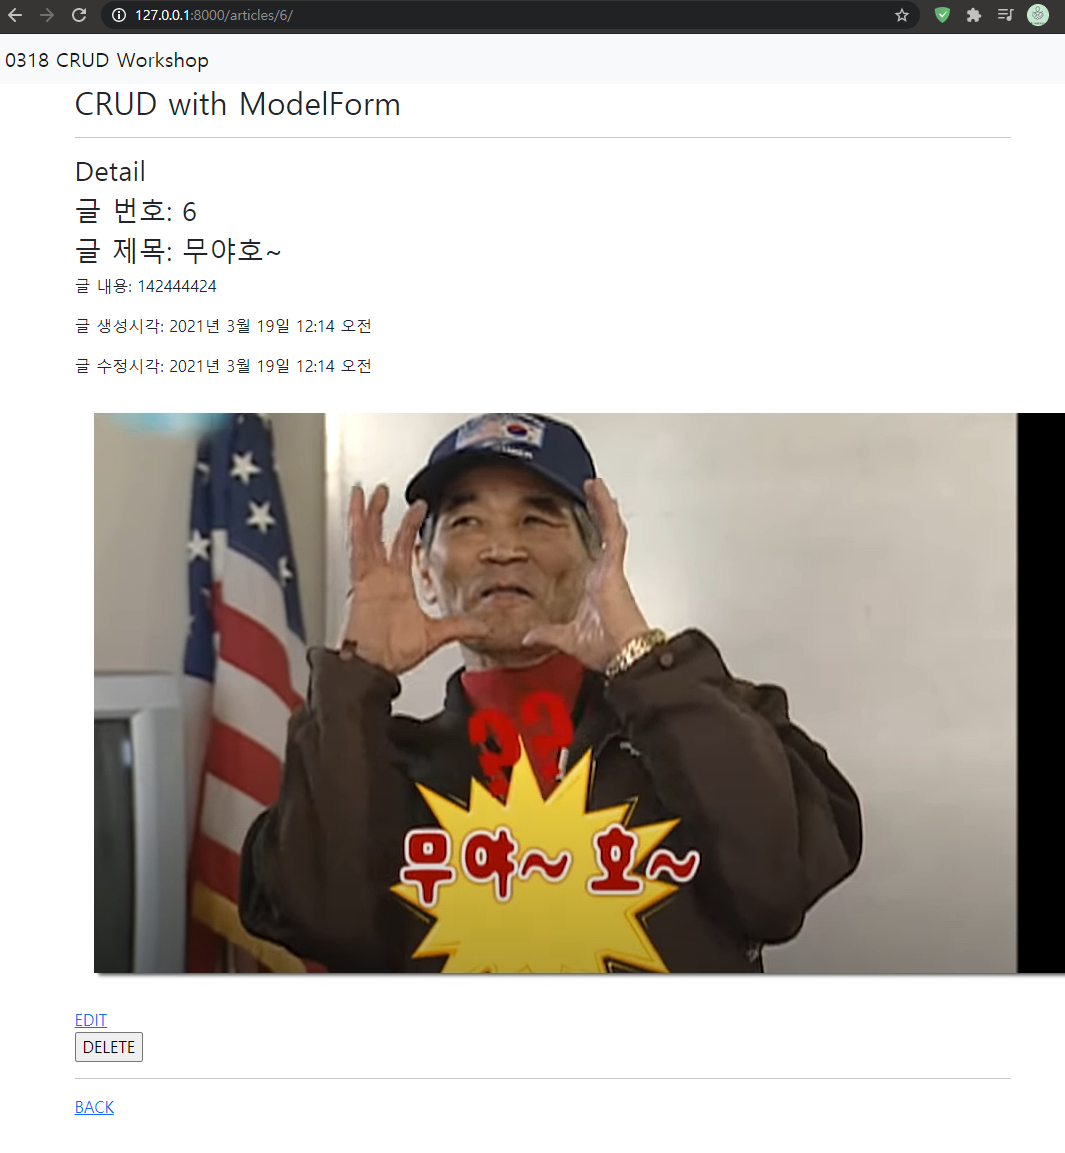 127.0.0.1:8000/articles/6/
0318 CRUD Workshop
CRUD with ModelForm
Detail
글 번호: 6
글 제목: 무야호~
글 내용: 142444424
글 생성시각: 2021년 3월 19일 12:14 오전
글 수정시각: 2021년 3월 19일 12:14 오전
??
무야~ 호~
EDIT
DELETE
BACK